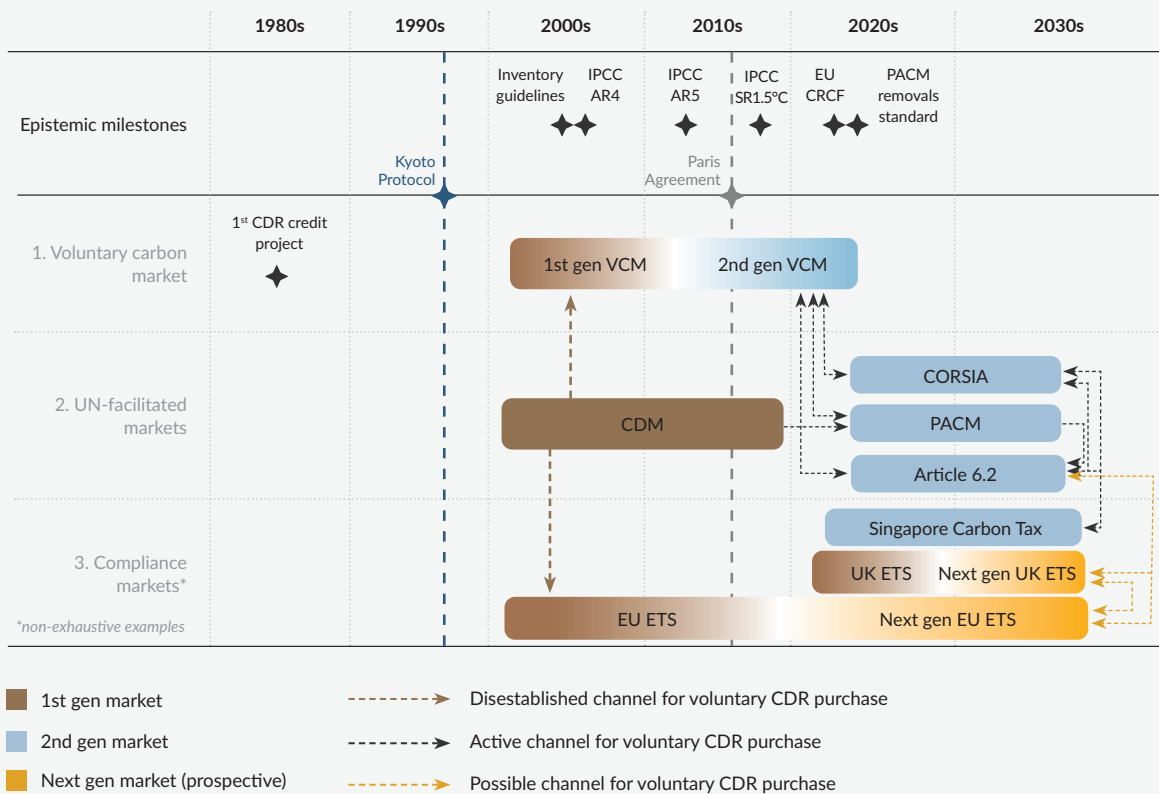 1980s
1990s
2000s
2010s
2020s
2030s
Epistemic milestones
Inventory
guidelines
IPCC
AR4
IPCC
AR5
IPCC
SR1.5°C
EU
CRCF
PACM
removals
standard
Kyoto
Protocol
Paris
Agreement
1. Voluntary carbon
market
1st CDR credit
project
1st gen VCM
2nd gen VCM
2. UN-facilitated
markets
CORSIA
CDM
PACM
Article 6.2
3. Compliance
markets*
*non-exhaustive examples
Singapore Carbon Tax
UK ETS
Next gen UK ETS
EU ETS
Next gen EU ETS
1st gen market
Disestablished channel for voluntary CDR purchase
2nd gen market
Active channel for voluntary CDR purchase
Next gen market (prospective)
Possible channel for voluntary CDR purchase